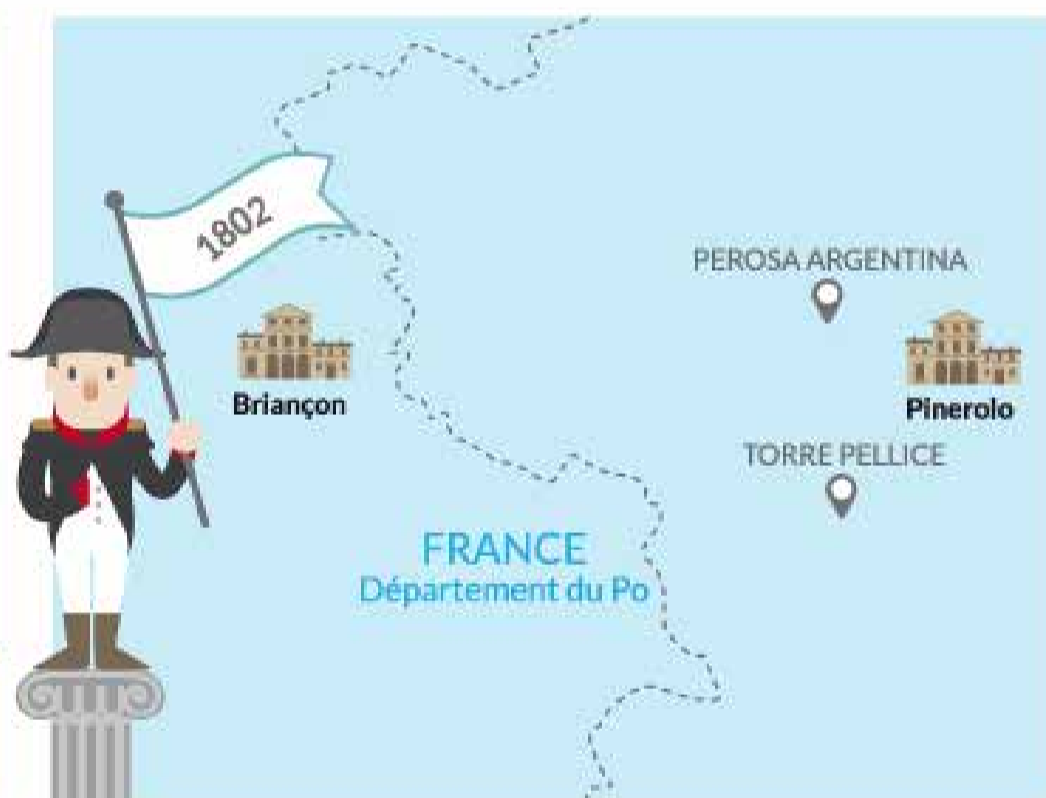 1802
PEROSA ARGENTINA
Briançon
Pinerolo
TORRE PELLICE
FRANCE
Département du Po